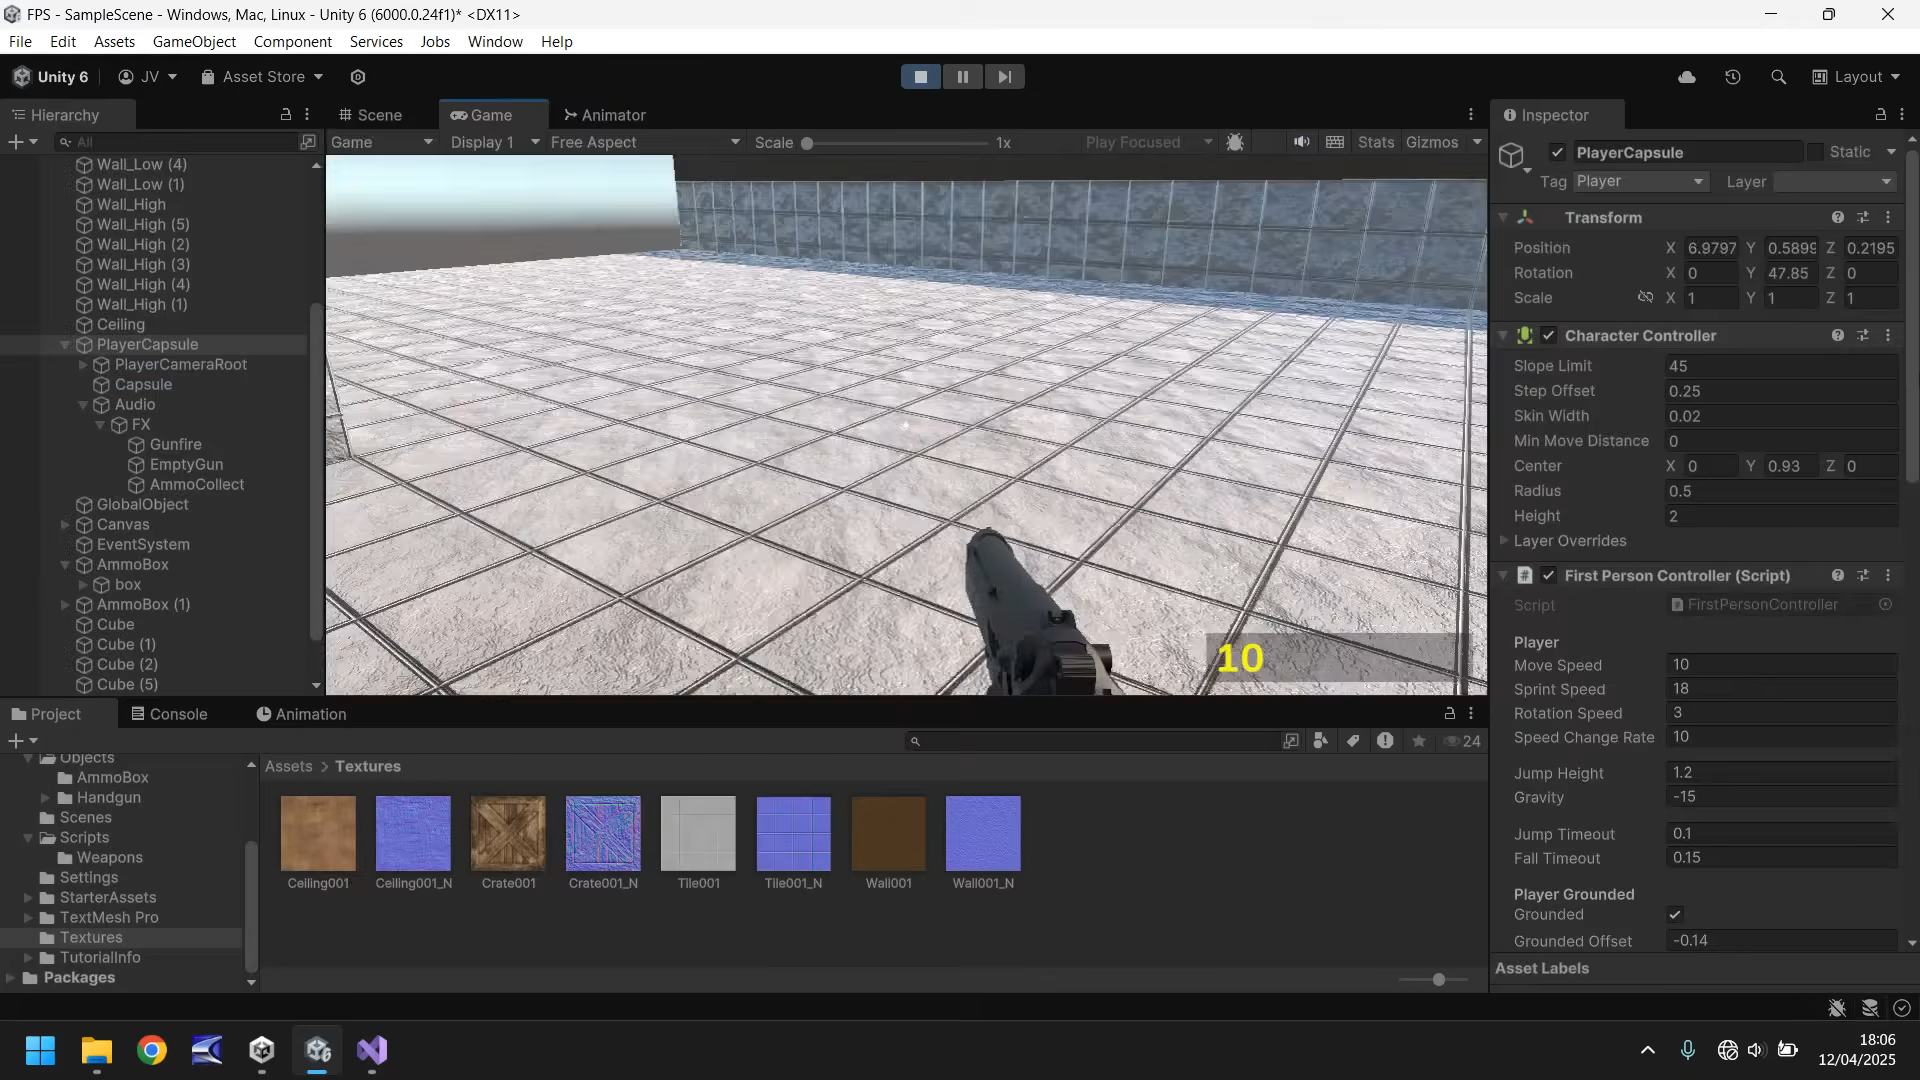 FPS - SampleScene - Windows, Mac, Linux - Unity 6 (6000.0.24f1)* <DX11>
File Edit Assets GameObject Component Services Jobs Window Help
Unity 6 JV Asset Store Layout
Hierarchy
All
Wall_Low (4)
Wall_Low (1)
Wall_High
Wall_High (5)
Wall_High (2)
Wall_High (3)
Wall_High (4)
Wall_High (1)
Ceiling
PlayerCapsule
PlayerCameraRoot
Capsule
Audio
FX
Gunfire
EmptyGun
AmmoCollect
GlobalObject
Canvas
EventSystem
AmmoBox
box
AmmoBox (1)
Cube
Cube (1)
Cube (2)
Cube (5)
Scene Game Animator
Game Display 1 Free Aspect Scale 1x Play Focused Stats Gizmos
10
Inspector
PlayerCapsule Static
Tag Player Layer
Transform
Position X 6.9797 Y 0.5899 Z 0.2195
Rotation X 0 Y 47.85 Z 0
Scale X 1 Y 1 Z 1
Character Controller
Slope Limit 45
Step Offset 0.25
Skin Width 0.02
Min Move Distance 0
Center X 0 Y 0.93 Z 0
Radius 0.5
Height 2
Layer Overrides
First Person Controller (Script)
Script FirstPersonController
Player
Move Speed 10
Sprint Speed 18
Rotation Speed 3
Speed Change Rate 10
Jump Height 1.2
Gravity -15
Jump Timeout 0.1
Fall Timeout 0.15
Player Grounded
Grounded
Grounded Offset -0.14
Asset Labels
Project Console Animation
24
Objects
AmmoBox
Handgun
Scenes
Scripts
Weapons
Settings
StarterAssets
TextMesh Pro
Textures
TutorialInfo
Packages
Assets > Textures
Ceiling001 Ceiling001_N Crate001 Crate001_N Tile001 Tile001_N Wall001 Wall001_N
18:06
12/04/2025